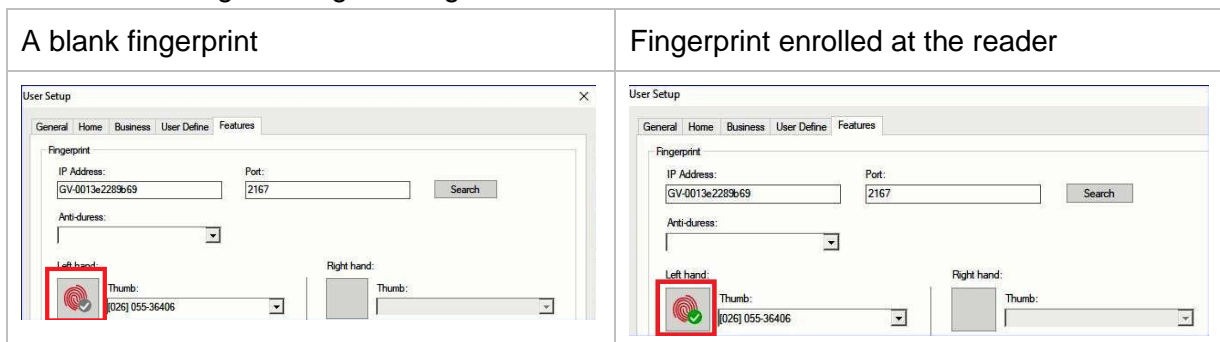 A blank fingerprint
Fingerprint enrolled at the reader
User Setup
General Home Business User Define Features
Fingerprint
IP Address: Port:
GV-0013e2289b69 2167 Search
Anti-duress:
Left hand: Right hand:
Thumb: Thumb:
[026] 055-36406
User Setup
General Home Business User Define Features
Fingerprint
IP Address: Port:
GV-0013e2289b69 2167 Search
Anti-duress:
Left hand: Right hand:
Thumb: Thumb:
[026] 055-36406